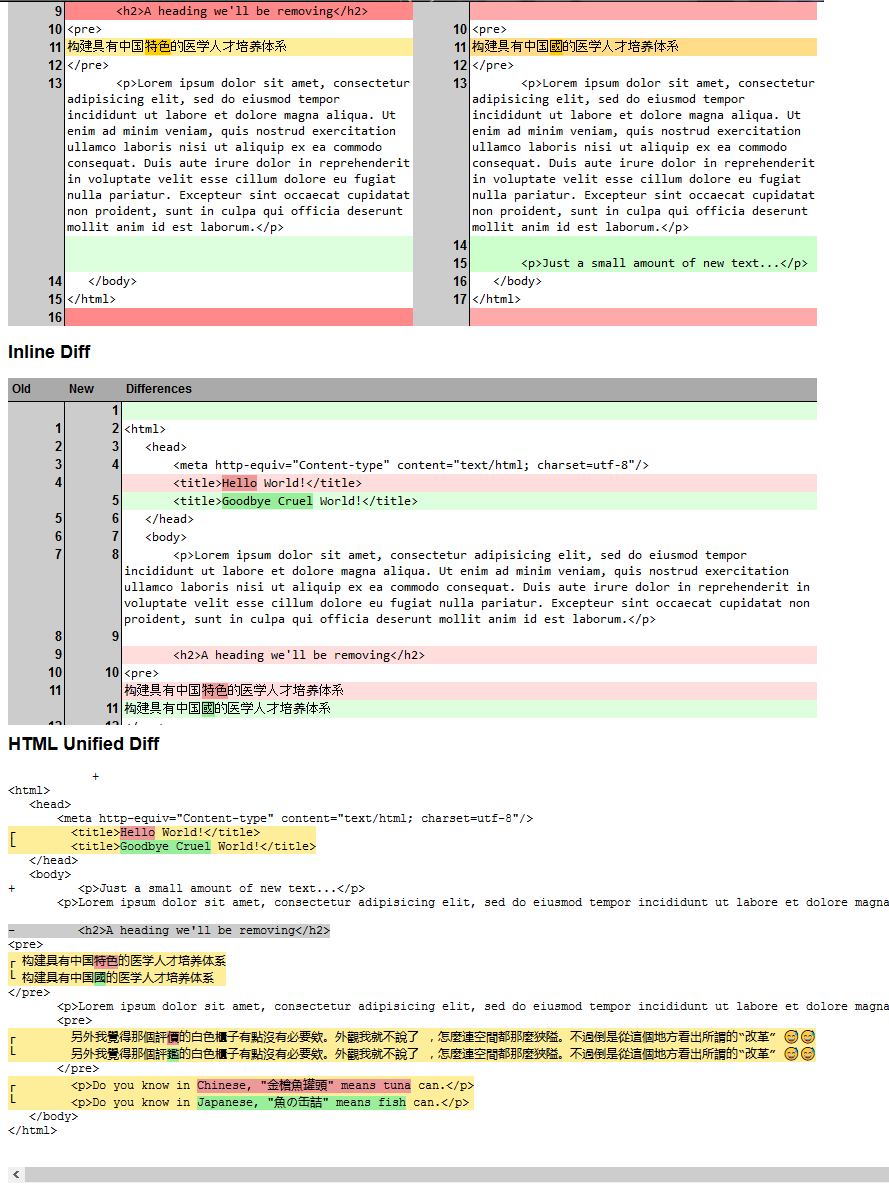 9 <h2>A heading we'll be removing</h2>
10 <pre> 10 <pre>
11 构建具有中国特色的医学人才培养体系 11 构建具有中国國的医学人才培养体系
12 </pre> 12 </pre>
13 <p>Lorem ipsum dolor sit amet, consectetur 13 <p>Lorem ipsum dolor sit amet, consectetur
adipisicing elit, sed do eiusmod tempor adipisicing elit, sed do eiusmod tempor
incididunt ut labore et dolore magna aliqua. Ut incididunt ut labore et dolore magna aliqua. Ut
enim ad minim veniam, quis nostrud exercitation enim ad minim veniam, quis nostrud exercitation
ullamco laboris nisi ut aliquip ex ea commodo ullamco laboris nisi ut aliquip ex ea commodo
consequat. Duis aute irure dolor in reprehenderit consequat. Duis aute irure dolor in reprehenderit
in voluptate velit esse cillum dolore eu fugiat in voluptate velit esse cillum dolore eu fugiat
nulla pariatur. Excepteur sint occaecat cupidatat nulla pariatur. Excepteur sint occaecat cupidatat
non proident, sunt in culpa qui officia deserunt non proident, sunt in culpa qui officia deserunt
mollit anim id est laborum.</p> mollit anim id est laborum.</p>
14
15 <p>Just a small amount of new text...</p>
14 </body> 16 </body>
15 </html> 17 </html>
16
Inline Diff
Old New Differences
1
1 2 <html>
2 3 <head>
3 4 <meta http-equiv="Content-type" content="text/html; charset=utf-8"/>
4 <title>Hello World!</title>
5 <title>Goodbye Cruel World!</title>
5 6 </head>
6 7 <body>
7 8 <p>Lorem ipsum dolor sit amet, consectetur adipisicing elit, sed do eiusmod tempor
incididunt ut labore et dolore magna aliqua. Ut enim ad minim veniam, quis nostrud exercitation
ullamco laboris nisi ut aliquip ex ea commodo consequat. Duis aute irure dolor in reprehenderit in
voluptate velit esse cillum dolore eu fugiat nulla pariatur. Excepteur sint occaecat cupidatat non
proident, sunt in culpa qui officia deserunt mollit anim id est laborum.</p>
8 9
9 <h2>A heading we'll be removing</h2>
10 10 <pre>
11 构建具有中国特色的医学人才培养体系
11 构建具有中国國的医学人才培养体系
HTML Unified Diff
+
<html>
<head>
<meta http-equiv="Content-type" content="text/html; charset=utf-8"/>
<title>Hello World!</title>
<title>Goodbye Cruel World!</title>
</head>
<body>
+ <p>Just a small amount of new text...</p>
<p>Lorem ipsum dolor sit amet, consectetur adipisicing elit, sed do eiusmod tempor incididunt ut labore et dolore magna
- <h2>A heading we'll be removing</h2>
<pre>
┌ 构建具有中国特色的医学人才培养体系
└ 构建具有中国國的医学人才培养体系
</pre>
<p>Lorem ipsum dolor sit amet, consectetur adipisicing elit, sed do eiusmod tempor incididunt ut labore et dolore magna
<pre>
┌ 另外我覺得那個評價的白色櫃子有點沒有必要欸。外觀我就不說了 ，怎麼連空間都那麼狹隘。不過倒是從這個地方看出所謂的“改革” 😅😅
└ 另外我覺得那個評鑑的白色櫃子有點沒有必要欸。外觀我就不說了 ，怎麼連空間都那麼狹隘。不過倒是從這個地方看出所謂的“改革” 😅😅
</pre>
┌ <p>Do you know in Chinese, "金槍魚罐頭" means tuna can.</p>
└ <p>Do you know in Japanese, "魚の缶詰" means fish can.</p>
</body>
</html>